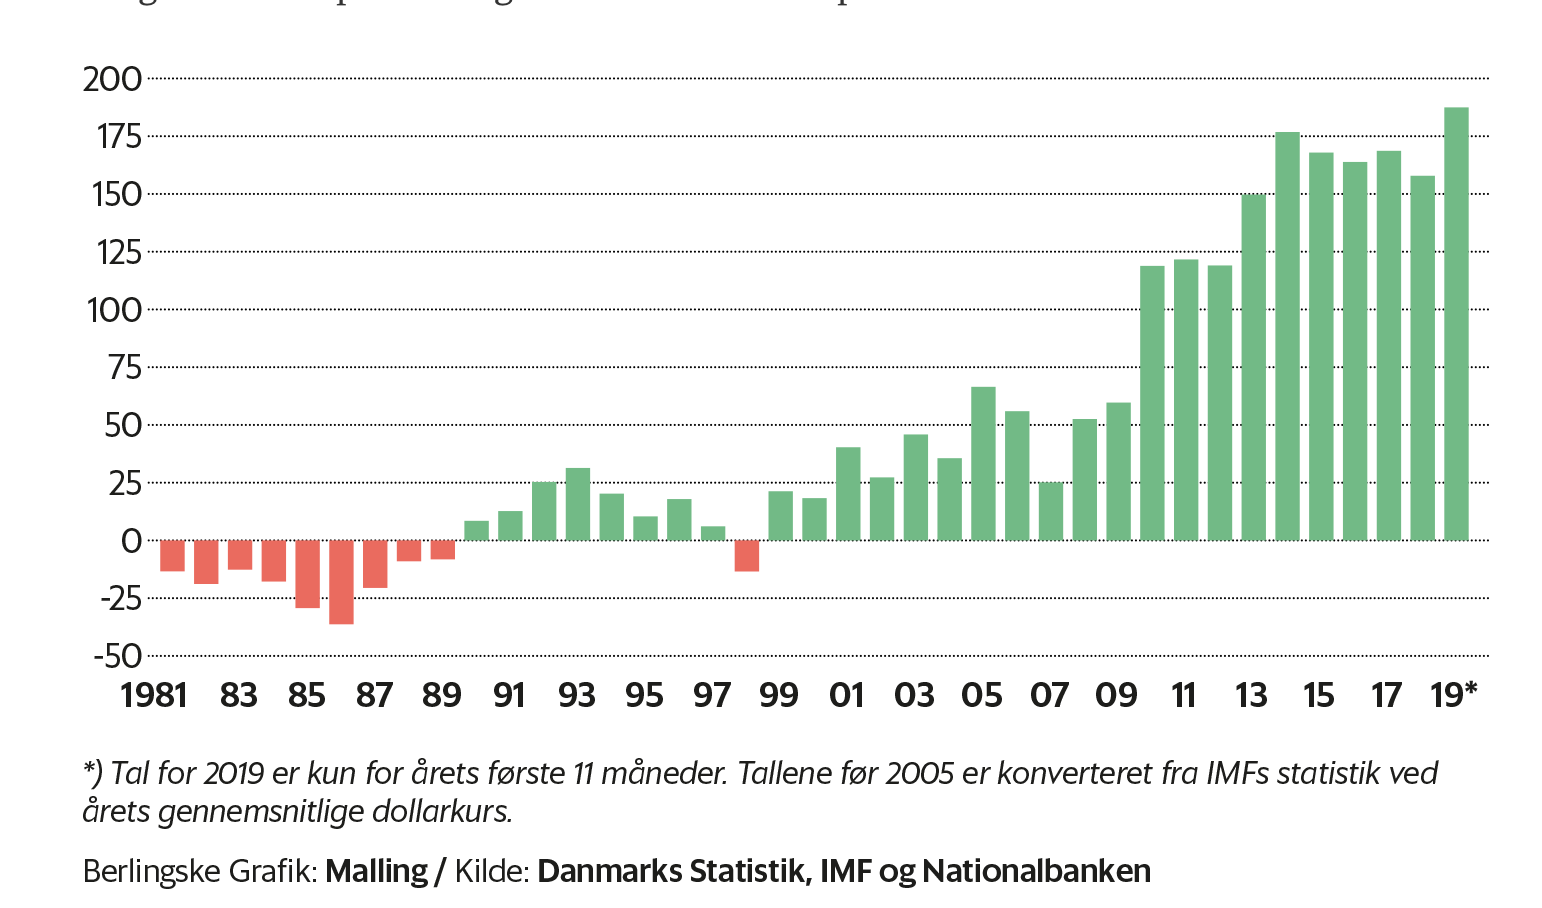 200
175
150
125
100
75
50
25
0
-25
-50
1981 83 85 87 89 91 93 95 97 99 01 03 05 07 09 11 13 15 17 19*
*) Tal for 2019 er kun for årets første 11 måneder. Tallene før 2005 er konverteret fra IMFs statistik ved
årets gennemsnitlige dollarkurs.
Berlingske Grafik: Malling / Kilde: Danmarks Statistik, IMF og Nationalbanken